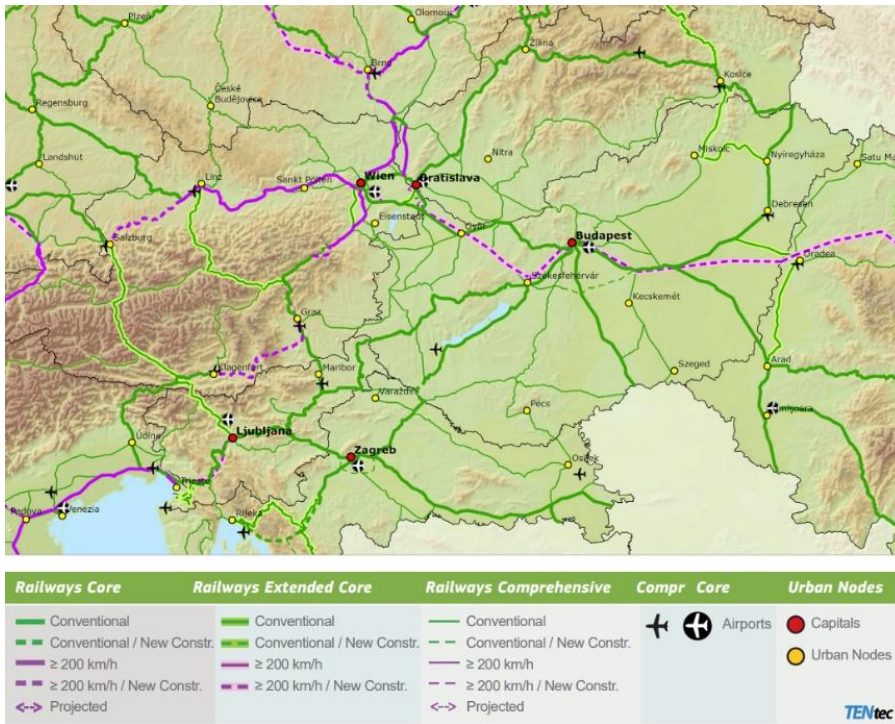 Plzeň
Olomouc
Brno
Žilina
Košice
České
Budějovice
Regensburg
Landshut
Nitra
Miskolc
Nyíregyháza
Satu Ma
Linz
Sankt Pölten
Wien
Bratislava
Eisenstadt
Győr
Debrecen
Salzburg
Budapest
Oradea
Székesfehérvár
Kecskemét
Graz
Klagenfurt
Maribor
Szeged
Arad
Varaždin
Pécs
Timişoara
Ljubljana
Udine
Zagreb
Osijek
Trieste
Rijeka
Padova
Venezia
Railways Core
Conventional
Conventional / New Constr.
≥ 200 km/h
≥ 200 km/h / New Constr.
Projected
Railways Extended Core
Conventional
Conventional / New Constr.
≥ 200 km/h
≥ 200 km/h / New Constr.
Railways Comprehensive
Conventional
Conventional / New Constr.
≥ 200 km/h
≥ 200 km/h / New Constr.
Projected
Compr Core
Airports
Urban Nodes
Capitals
Urban Nodes
TENtec